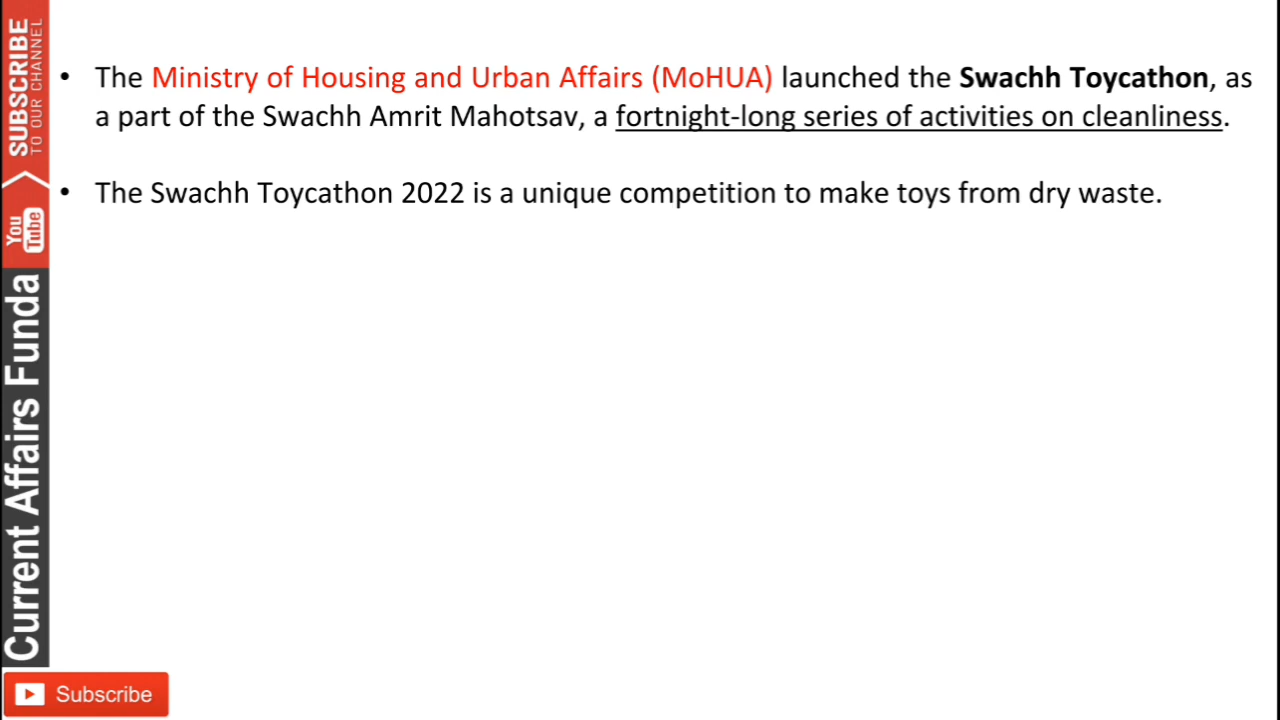 • The Ministry of Housing and Urban Affairs (MoHUA) launched the Swachh Toycathon, as
a part of the Swachh Amrit Mahotsav, a fortnight-long series of activities on cleanliness.
• The Swachh Toycathon 2022 is a unique competition to make toys from dry waste.
SUBSCRIBE
TO OUR CHANNEL
You
Tube
Current Affairs Funda
Subscribe